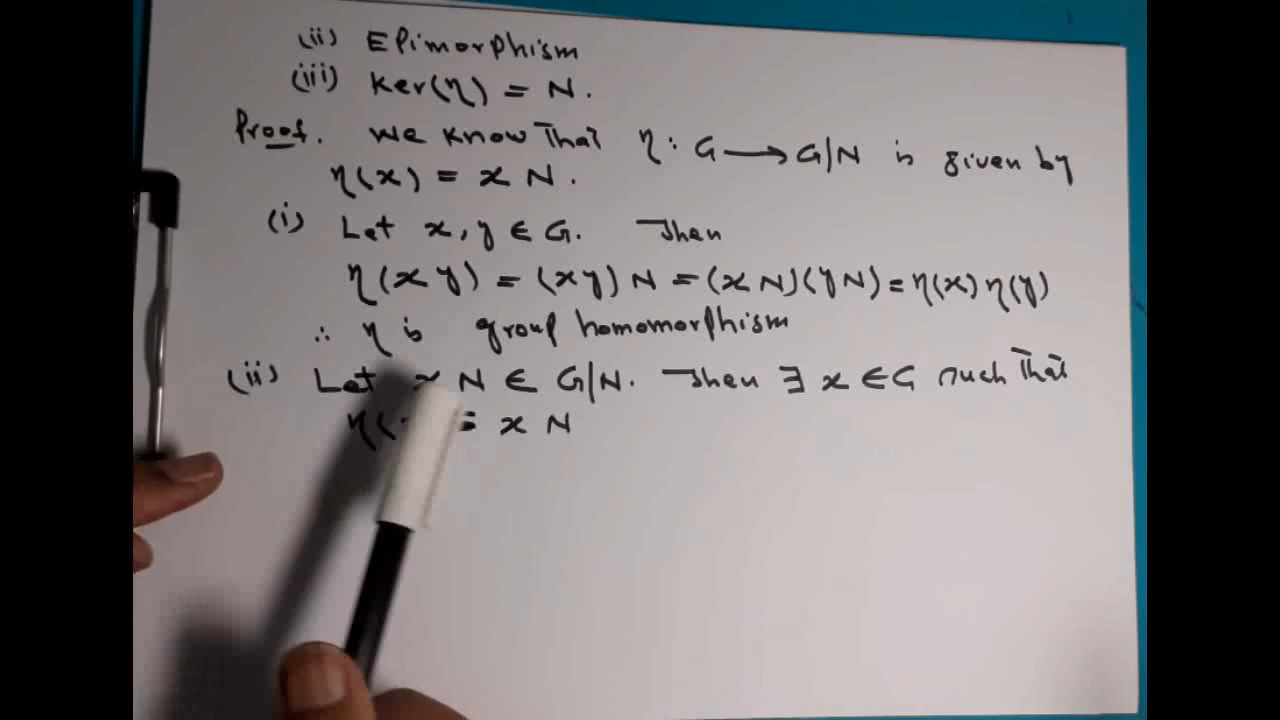 (ii) Epimorphism
(iii) Ker(η) = N.
Proof. We know That η: G ⟶ G/N is given by
η(x) = x N.
(i) Let x, y ∈ G. Then
η(xy) = (xy) N = (x N)(y N) = η(x) η(y)
∴ η is group homomorphism
(ii) Let x N ∈ G/N. Then ∃ x ∈ G such That
η( = x N